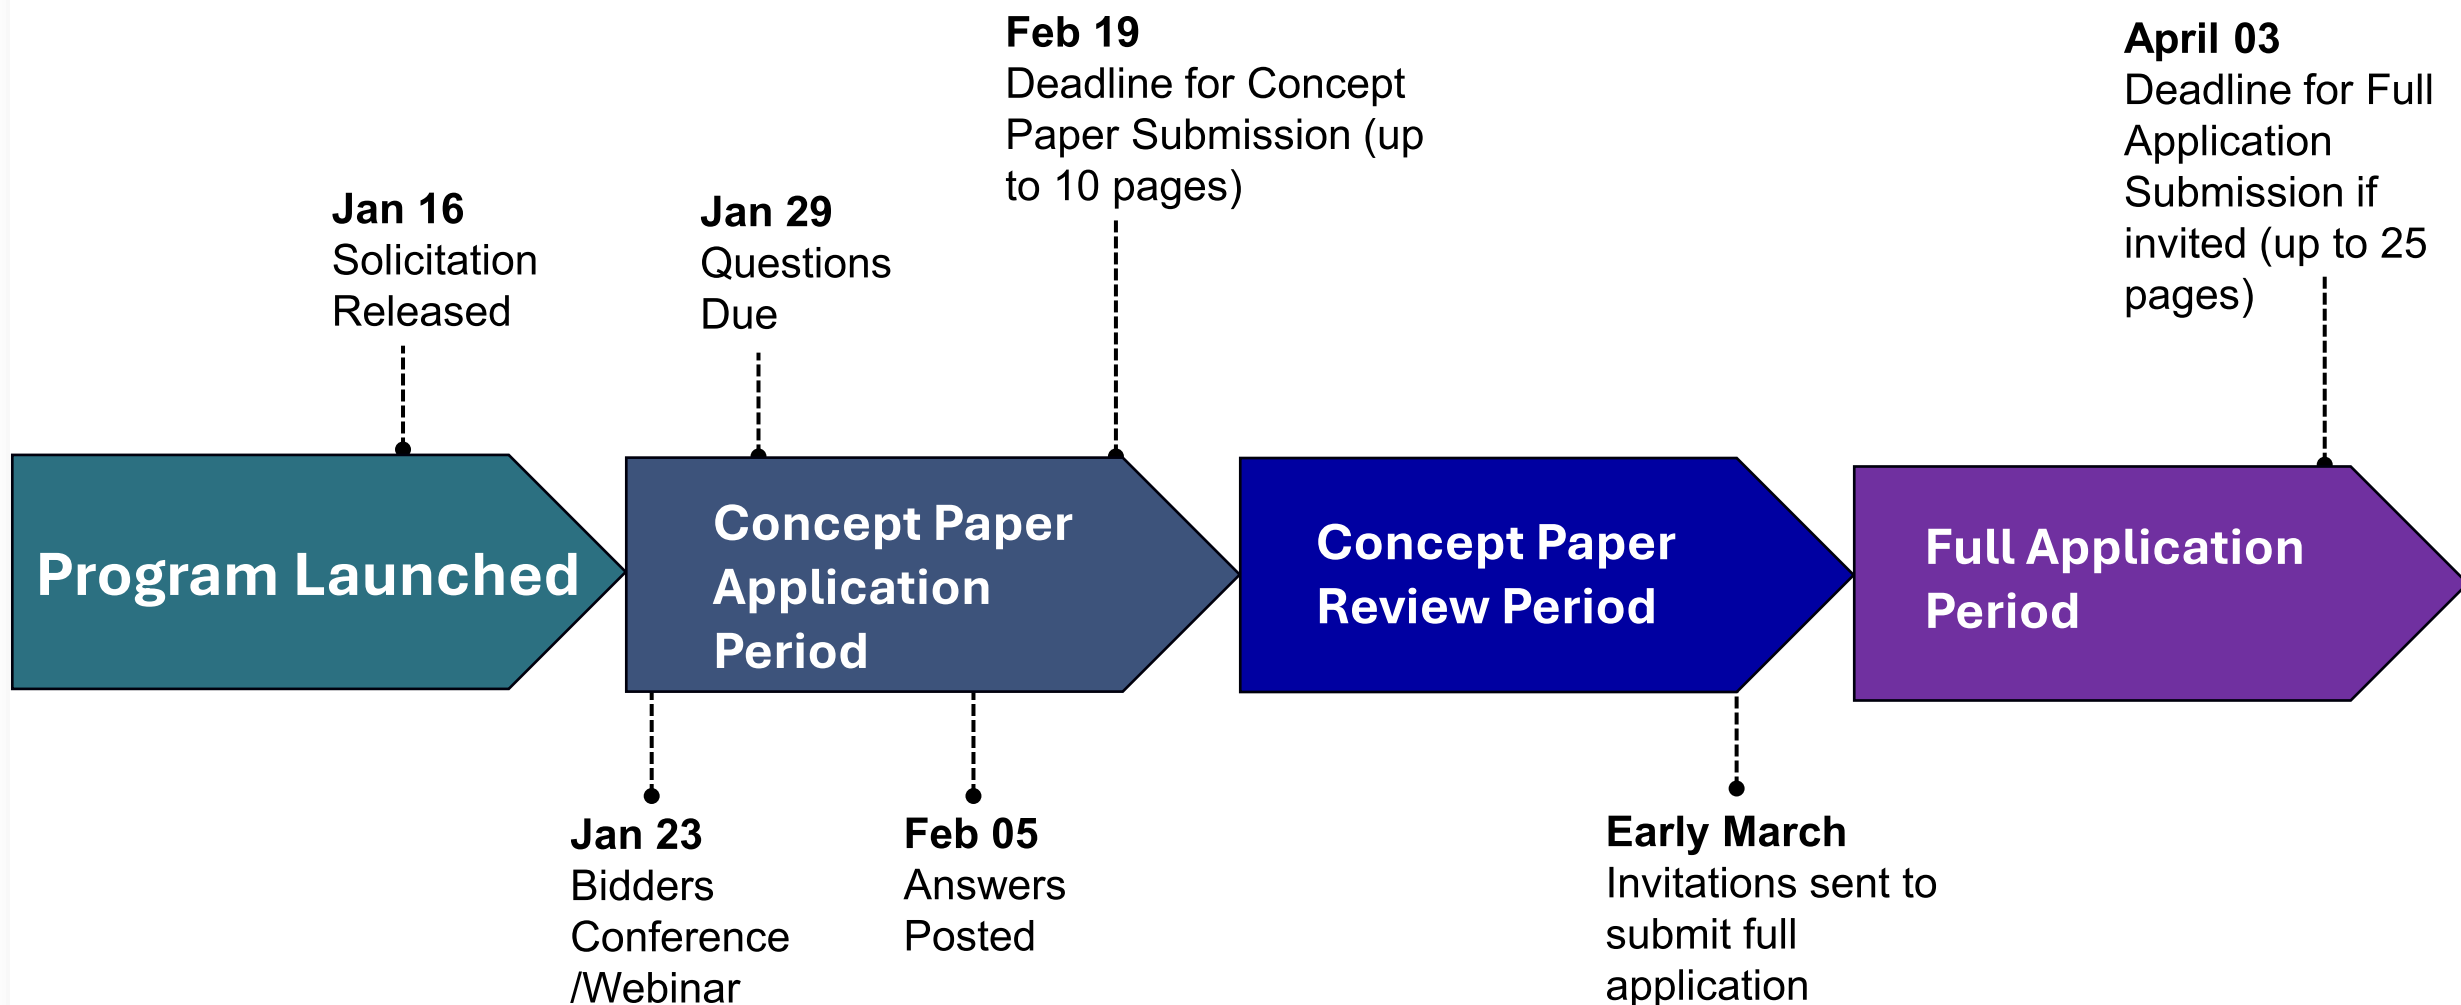 Feb 19
Deadline for Concept
Paper Submission (up
to 10 pages)
April 03
Deadline for Full
Application
Submission if
invited (up to 25
pages)
Jan 16
Solicitation
Released
Jan 29
Questions
Due
Program Launched
Concept Paper
Application
Period
Concept Paper
Review Period
Full Application
Period
Jan 23
Bidders
Conference
/Webinar
Feb 05
Answers
Posted
Early March
Invitations sent to
submit full
application